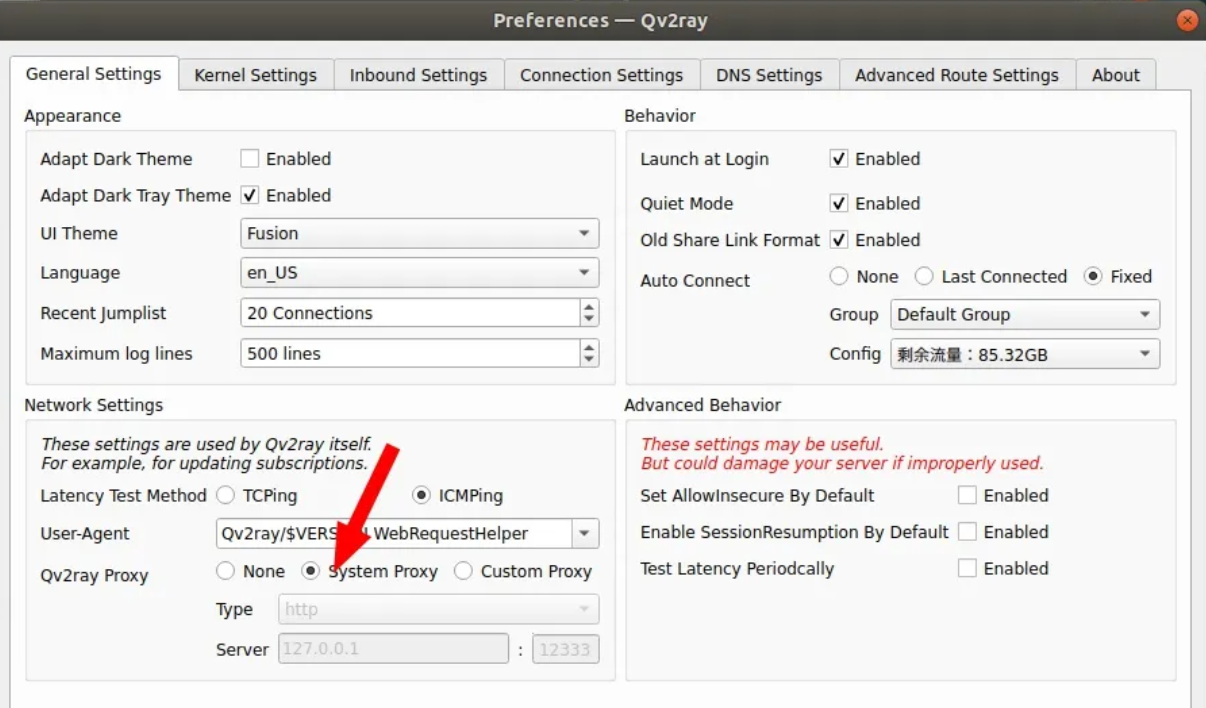 Preferences — Qv2ray
General Settings
Kernel Settings
Inbound Settings
Connection Settings
DNS Settings
Advanced Route Settings
About
Appearance
Adapt Dark Theme
Enabled
Adapt Dark Tray Theme
Enabled
UI Theme
Fusion
Language
en_US
Recent Jumplist
20 Connections
Maximum log lines
500 lines
Behavior
Launch at Login
Enabled
Quiet Mode
Enabled
Old Share Link Format
Enabled
Auto Connect
None
Last Connected
Fixed
Group
Default Group
Config
剩余流量：85.32GB
Network Settings
These settings are used by Qv2ray itself.
For example, for updating subscriptions.
Latency Test Method
TCPing
ICMPing
User-Agent
Qv2ray/$VERS WebRequestHelper
Qv2ray Proxy
None
System Proxy
Custom Proxy
Type
http
Server
127.0.0.1
:
12333
Advanced Behavior
These settings may be useful.
But could damage your server if improperly used.
Set AllowInsecure By Default
Enabled
Enable SessionResumption By Default
Enabled
Test Latency Periodcally
Enabled